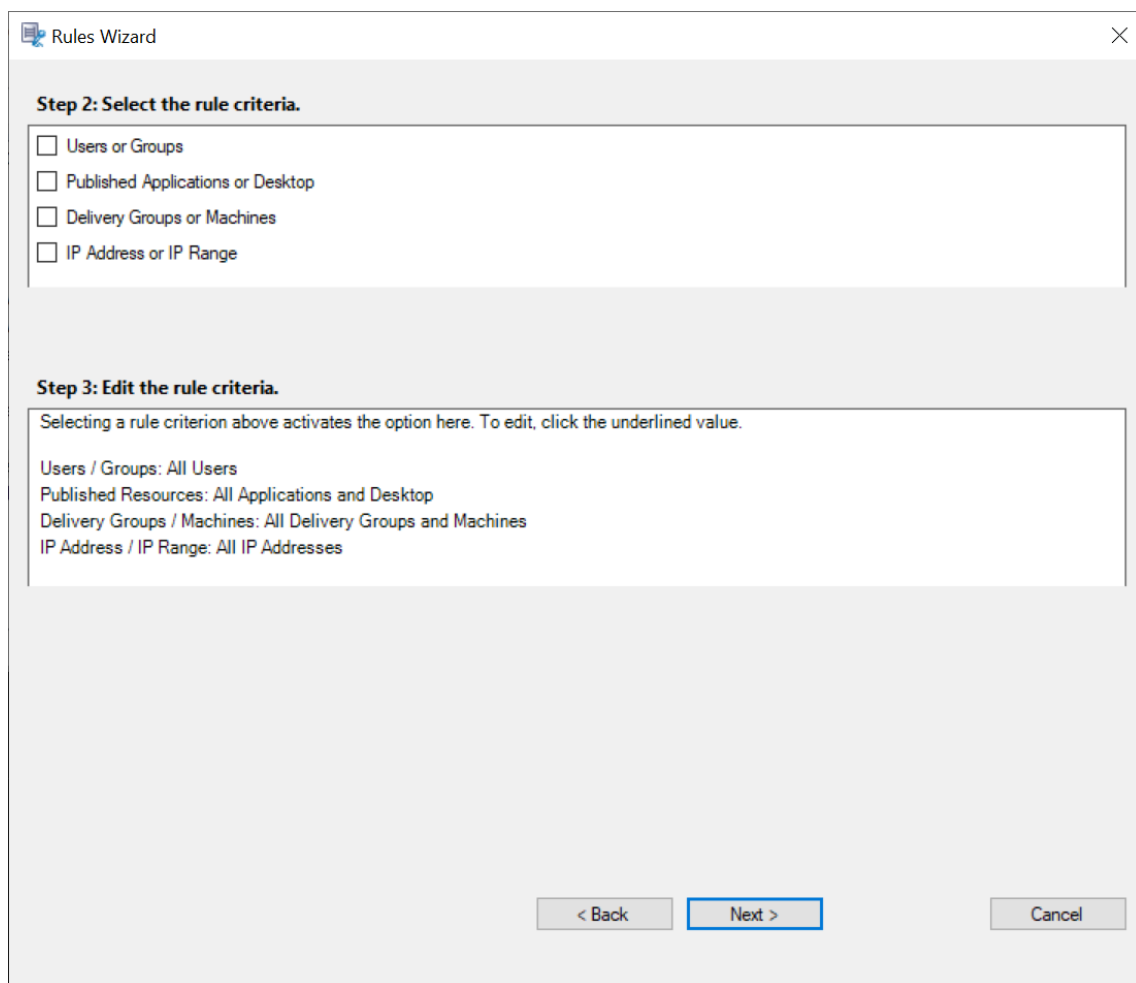 Rules Wizard
Step 2: Select the rule criteria.
Users or Groups
Published Applications or Desktop
Delivery Groups or Machines
IP Address or IP Range
Step 3: Edit the rule criteria.
Selecting a rule criterion above activates the option here. To edit, click the underlined value.
Users / Groups: All Users
Published Resources: All Applications and Desktop
Delivery Groups / Machines: All Delivery Groups and Machines
IP Address / IP Range: All IP Addresses
< Back
Next >
Cancel